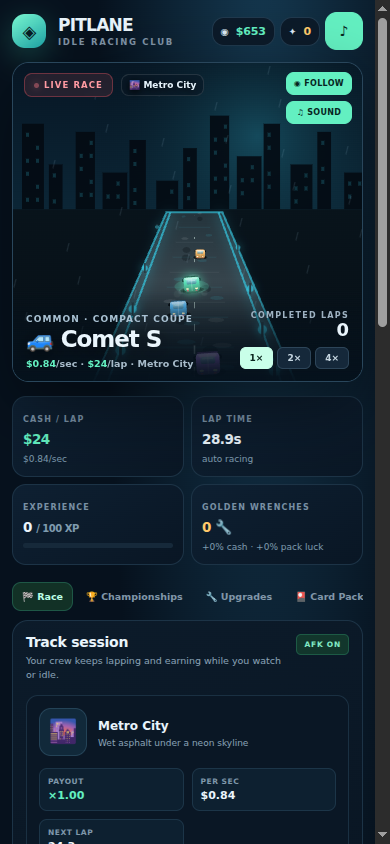 PITLANE
IDLE RACING CLUB
$653
0
LIVE RACE
Metro City
FOLLOW
SOUND
COMMON · COMPACT COUPE
Comet S
$0.84/sec · $24/lap · Metro City
COMPLETED LAPS
0
1×
2×
4×
CASH / LAP
$24
$0.84/sec
LAP TIME
28.9s
auto racing
EXPERIENCE
0 / 100 XP
GOLDEN WRENCHES
0
+0% cash · +0% pack luck
Race
Championships
Upgrades
Card Pack
Track session
Your crew keeps lapping and earning while you watch
or idle.
AFK ON
Metro City
Wet asphalt under a neon skyline
PAYOUT
×1.00
PER SEC
$0.84
NEXT LAP